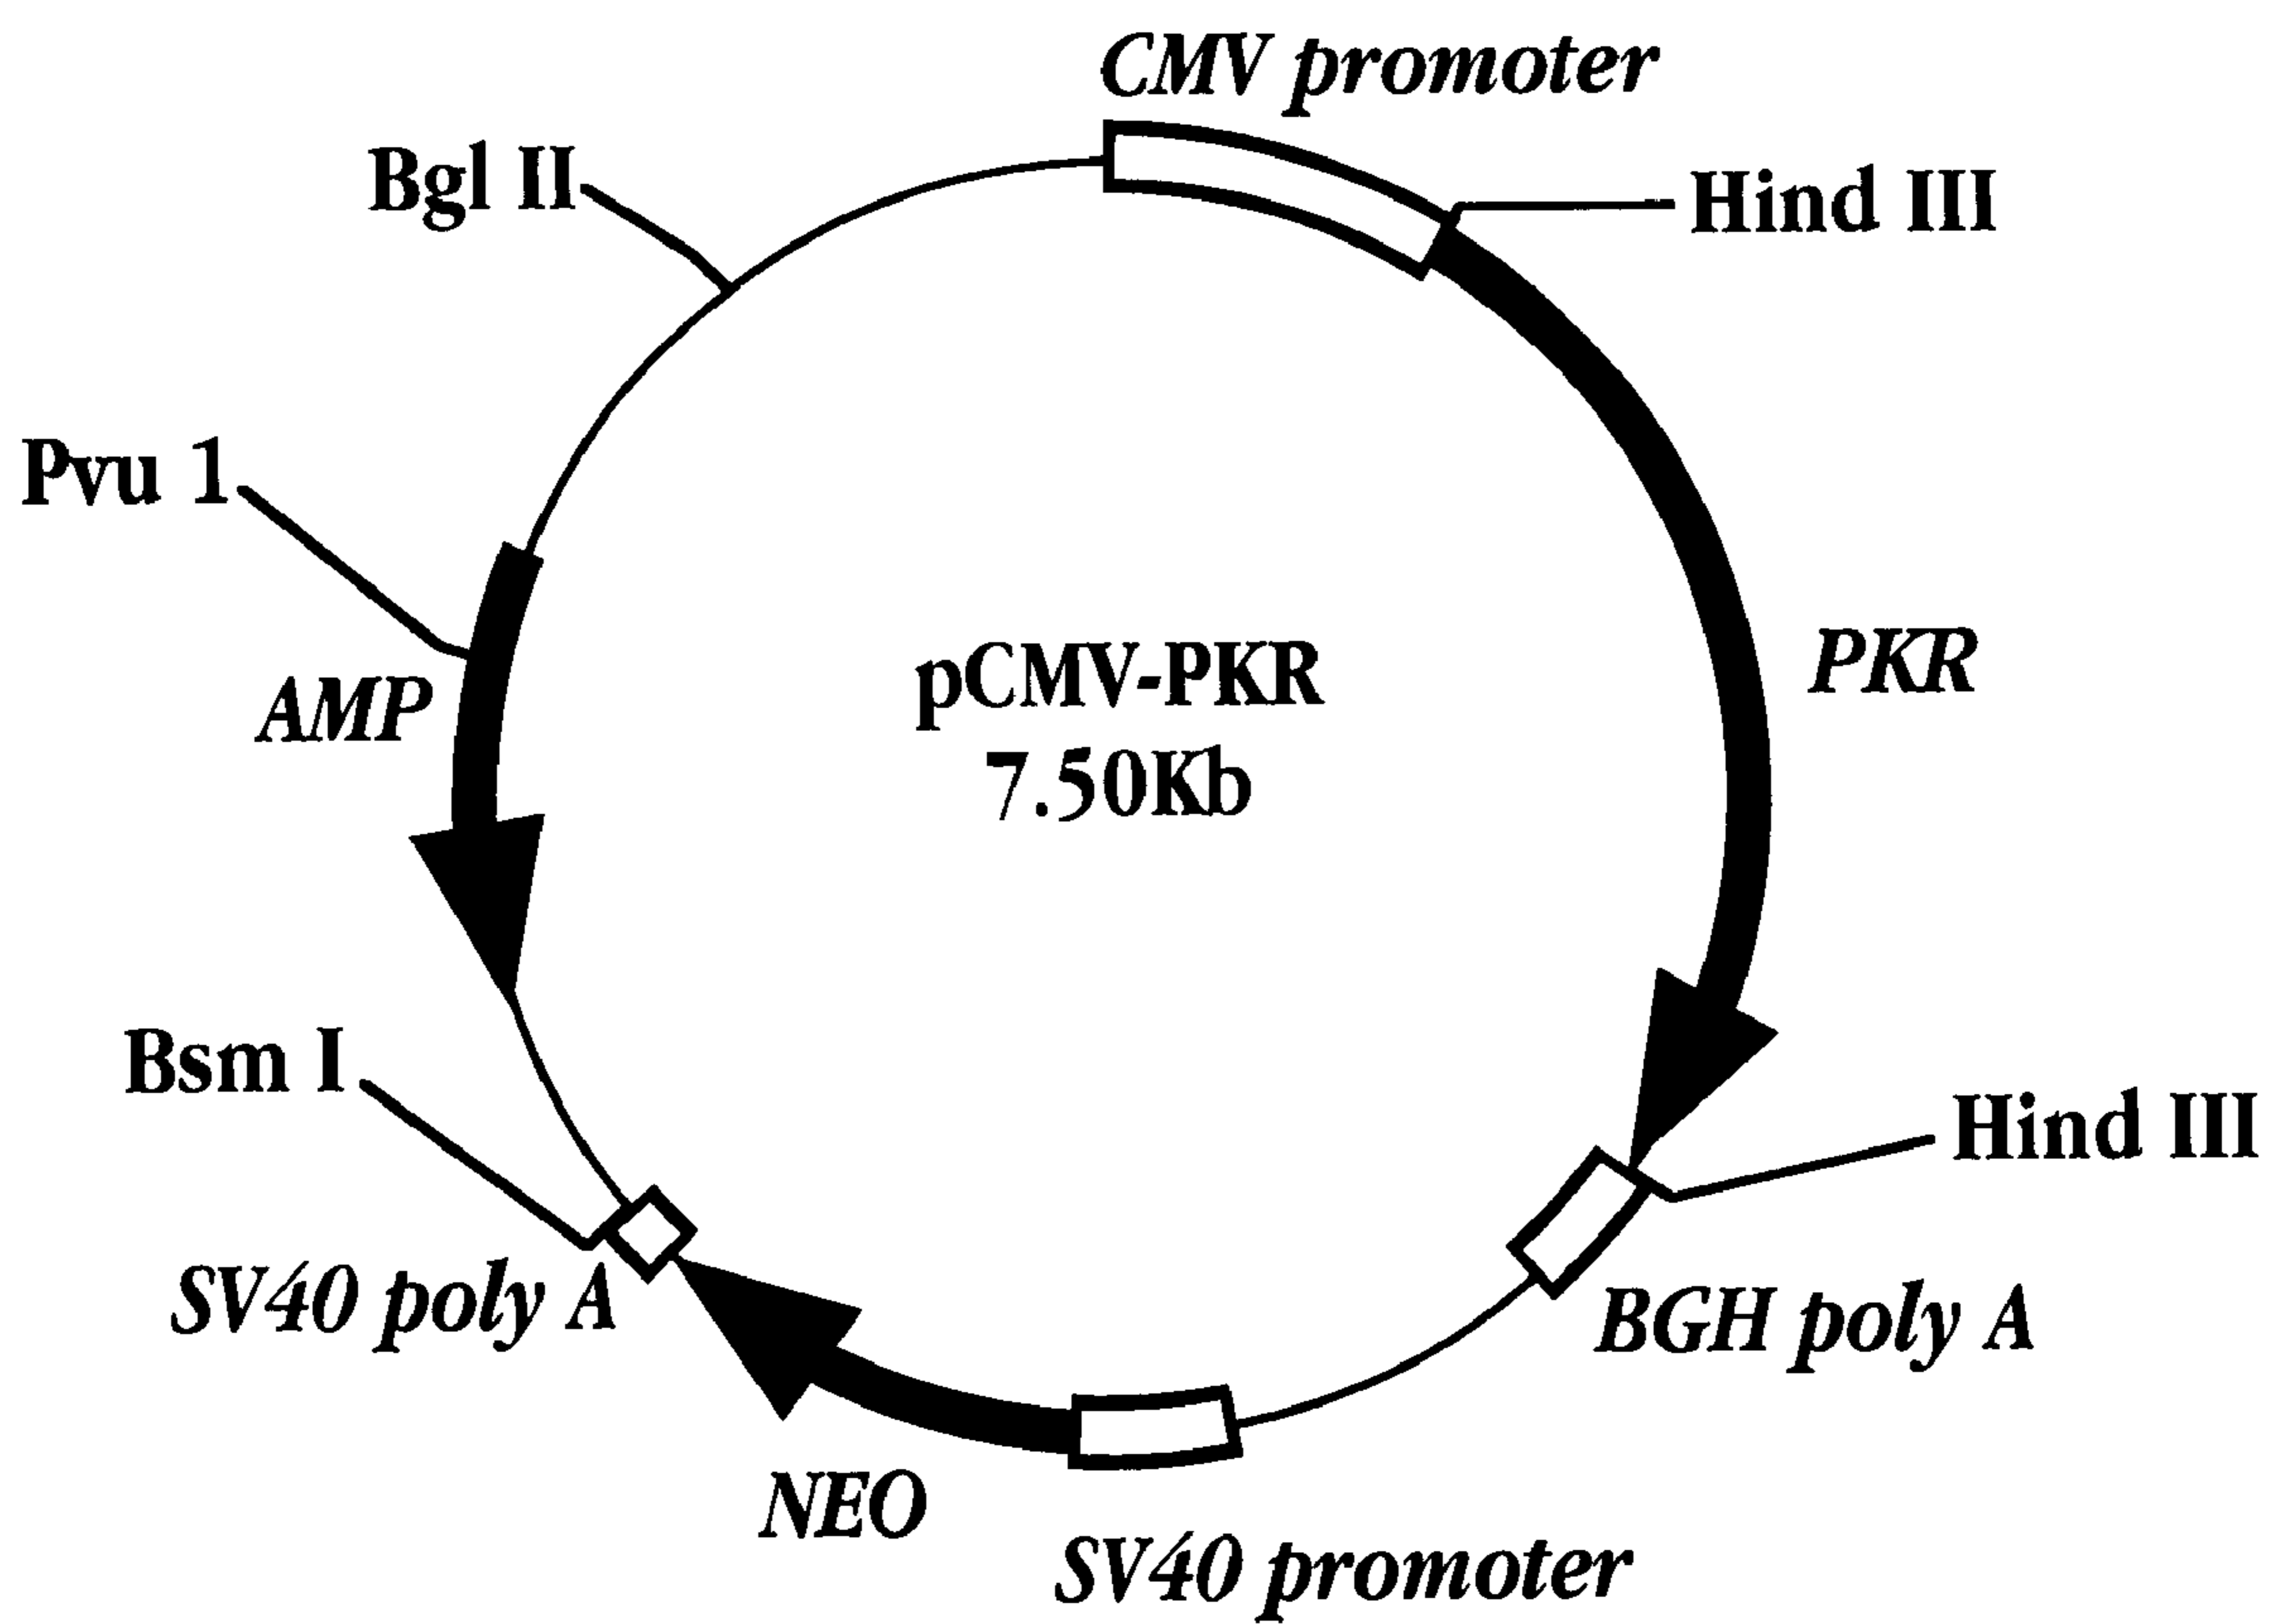 CMV promoter
Bgl II
Hind III
Pvu 1
PKR
pCMV-PKR
7.50Kb
AMP
Bsm I
Hind III
SV40 poly A
BGH poly A
NEO
SV40 promoter